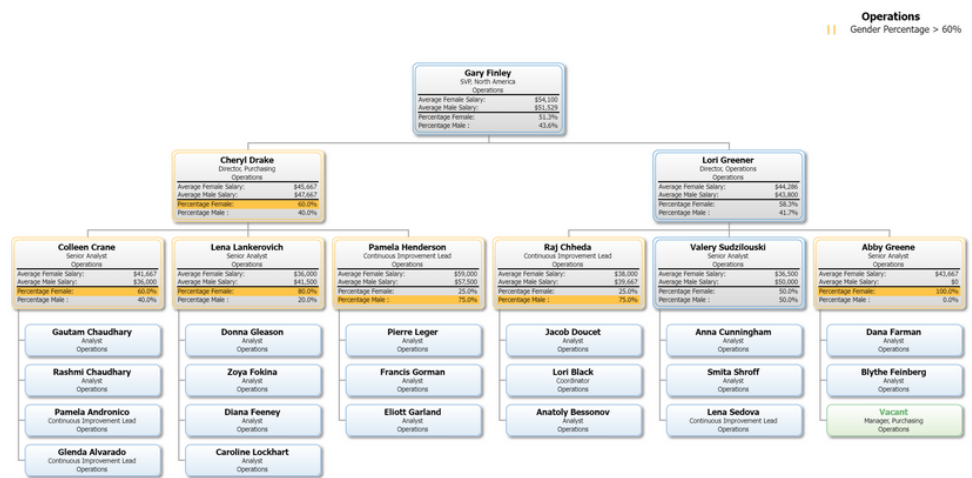 Operations
Gender Percentage > 60%
Gary Finley
SVP, North America
Operations
Average Female Salary: $54,100
Average Male Salary: $51,529
Percentage Female: 51.3%
Percentage Male : 43.6%
Cheryl Drake
Director, Purchasing
Operations
Average Female Salary: $45,667
Average Male Salary: $47,667
Percentage Female: 60.0%
Percentage Male : 40.0%
Lori Greener
Director, Operations
Operations
Average Female Salary: $44,286
Average Male Salary: $43,800
Percentage Female: 58.3%
Percentage Male : 41.7%
Colleen Crane
Senior Analyst
Operations
Average Female Salary: $41,667
Average Male Salary: $36,000
Percentage Female: 60.0%
Percentage Male : 40.0%
Lena Lankerovich
Senior Analyst
Operations
Average Female Salary: $36,000
Average Male Salary: $41,500
Percentage Female: 80.0%
Percentage Male : 20.0%
Pamela Henderson
Continuous Improvement Lead
Operations
Average Female Salary: $59,000
Average Male Salary: $57,500
Percentage Female: 25.0%
Percentage Male : 75.0%
Raj Chheda
Continuous Improvement Lead
Operations
Average Female Salary: $38,000
Average Male Salary: $39,667
Percentage Female: 25.0%
Percentage Male : 75.0%
Valery Sudzilouski
Senior Analyst
Operations
Average Female Salary: $36,500
Average Male Salary: $50,000
Percentage Female: 50.0%
Percentage Male : 50.0%
Abby Greene
Senior Analyst
Operations
Average Female Salary: $43,667
Average Male Salary: $0
Percentage Female: 100.0%
Percentage Male : 0.0%
Gautam Chaudhary
Analyst
Operations
Rashmi Chaudhary
Analyst
Operations
Pamela Andronico
Continuous Improvement Lead
Operations
Glenda Alvarado
Continuous Improvement Lead
Operations
Donna Gleason
Analyst
Operations
Zoya Fokina
Analyst
Operations
Diana Feeney
Analyst
Operations
Caroline Lockhart
Analyst
Operations
Pierre Leger
Analyst
Operations
Francis Gorman
Analyst
Operations
Eliott Garland
Analyst
Operations
Jacob Doucet
Analyst
Operations
Lori Black
Coordinator
Operations
Anatoly Bessonov
Analyst
Operations
Anna Cunningham
Analyst
Operations
Smita Shroff
Analyst
Operations
Lena Sedova
Continuous Improvement Lead
Operations
Dana Farman
Analyst
Operations
Blythe Feinberg
Analyst
Operations
Vacant
Manager, Purchasing
Operations